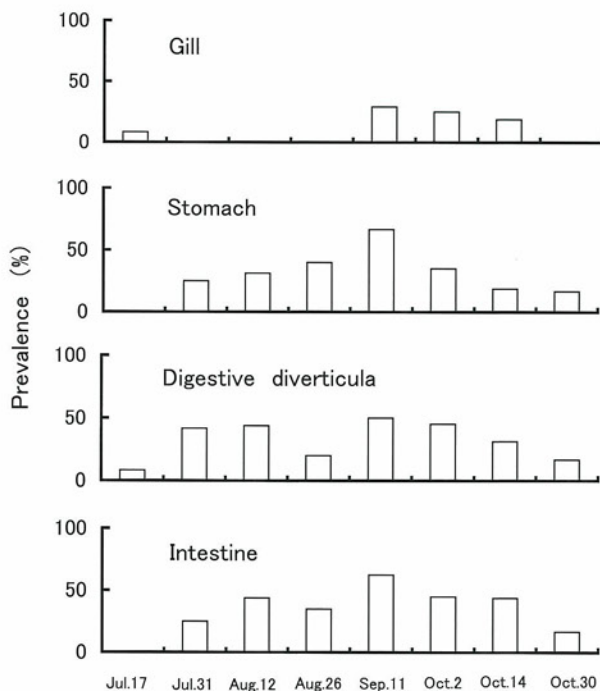 Prevalence (%)
100
Gill
50
0
100
Stomach
50
0
100
Digestive diverticula
50
0
100
Intestine
50
0
Jul.17 Jul.31 Aug.12 Aug.26 Sep.11 Oct.2 Oct.14 Oct.30